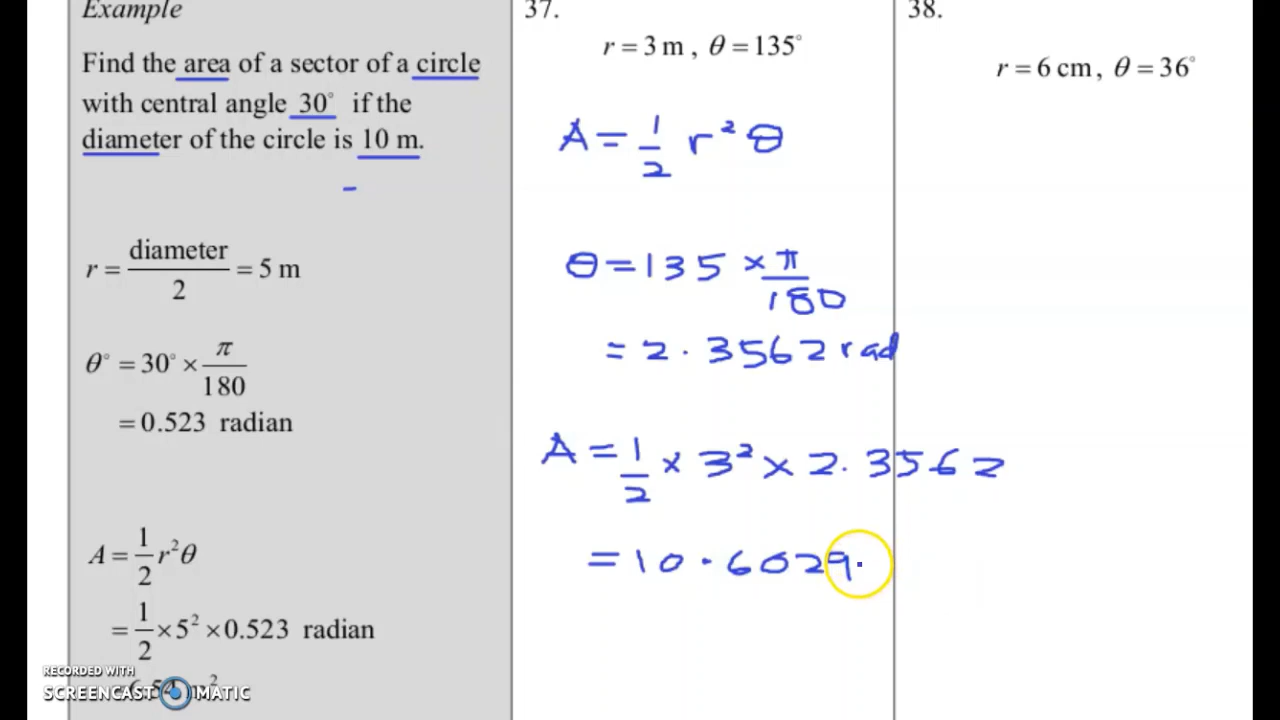 Example
Find the area of a sector of a circle
with central angle 30° if the
diameter of the circle is 10 m.
r = diameter/2 = 5 m
θ° = 30° × π/180
= 0.523 radian
A = 1/2 r²θ
= 1/2 × 5² × 0.523 radian
RECORDED WITH
SCREENCAST MATIC
37.
r = 3 m , θ = 135°
A = 1/2 r² θ
θ = 135 × π/180
= 2.3562 rad
A = 1/2 × 3² × 2.3562
= 10.6029
38.
r = 6 cm, θ = 36°